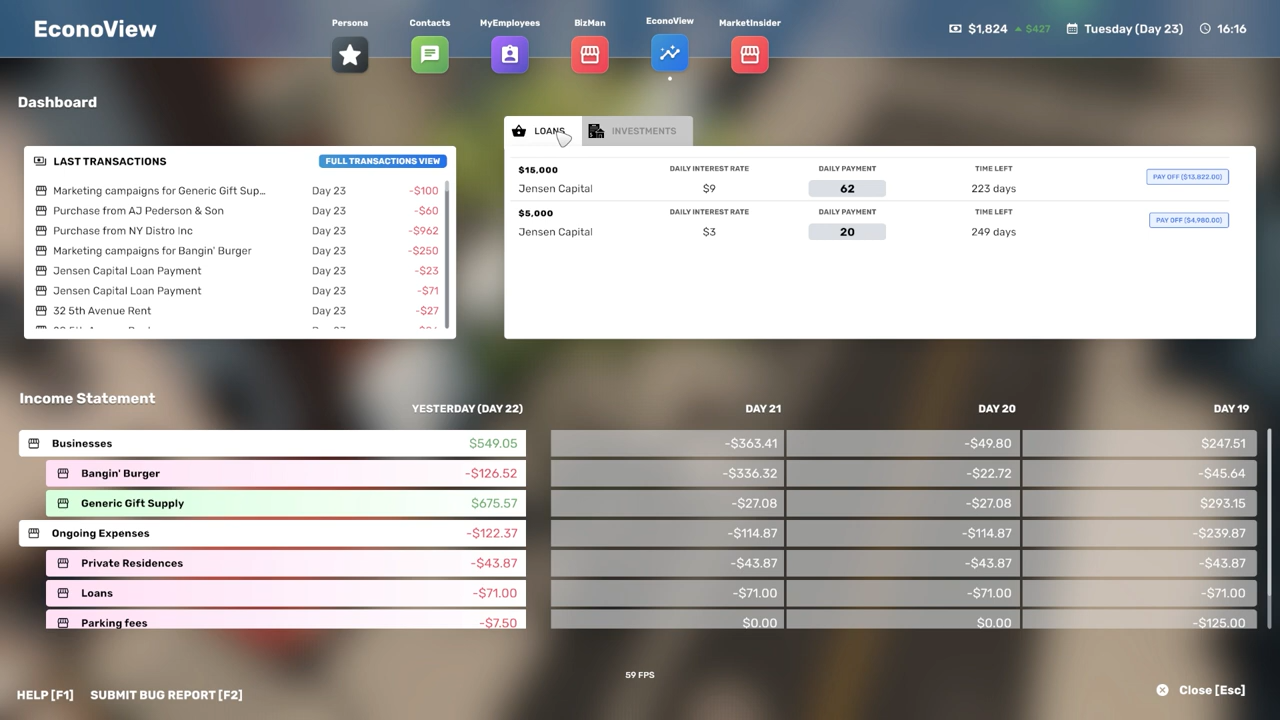 EconoView
Persona
Contacts
MyEmployees
BizMan
EconoView
MarketInsider
$1,824 $427
Tuesday (Day 23)
16:16
Dashboard
LOANS
INVESTMENTS
LAST TRANSACTIONS
FULL TRANSACTIONS VIEW
Marketing campaigns for Generic Gift Sup... Day 23 -$100
Purchase from AJ Pederson & Son Day 23 -$60
Purchase from NY Distro Inc Day 23 -$962
Marketing campaigns for Bangin' Burger Day 23 -$250
Jensen Capital Loan Payment Day 23 -$23
Jensen Capital Loan Payment Day 23 -$71
32 5th Avenue Rent Day 23 -$27
$15,000 DAILY INTEREST RATE DAILY PAYMENT TIME LEFT
Jensen Capital $9 62 223 days
PAY OFF ($13,822.00)
$5,000 DAILY INTEREST RATE DAILY PAYMENT TIME LEFT
Jensen Capital $3 20 249 days
PAY OFF ($4,980.00)
Income Statement
YESTERDAY (DAY 22) DAY 21 DAY 20 DAY 19
Businesses $549.05 -$363.41 -$49.80 $247.51
Bangin' Burger -$126.52 -$336.32 -$22.72 -$45.64
Generic Gift Supply $675.57 -$27.08 -$27.08 $293.15
Ongoing Expenses -$122.37 -$114.87 -$114.87 -$239.87
Private Residences -$43.87 -$43.87 -$43.87 -$43.87
Loans -$71.00 -$71.00 -$71.00 -$71.00
Parking fees -$7.50 $0.00 $0.00 -$125.00
59 FPS
HELP [F1] SUBMIT BUG REPORT [F2]
Close [Esc]